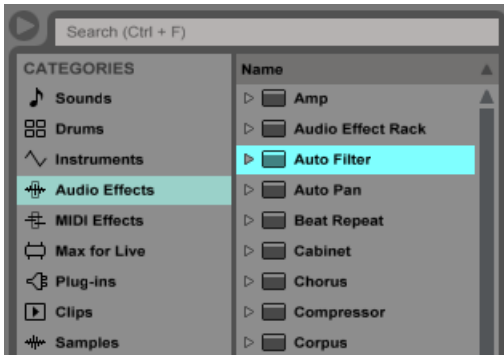 Search (Ctrl + F)
CATEGORIES
Sounds
Drums
Instruments
Audio Effects
MIDI Effects
Max for Live
Plug-ins
Clips
Samples
Name
Amp
Audio Effect Rack
Auto Filter
Auto Pan
Beat Repeat
Cabinet
Chorus
Compressor
Corpus